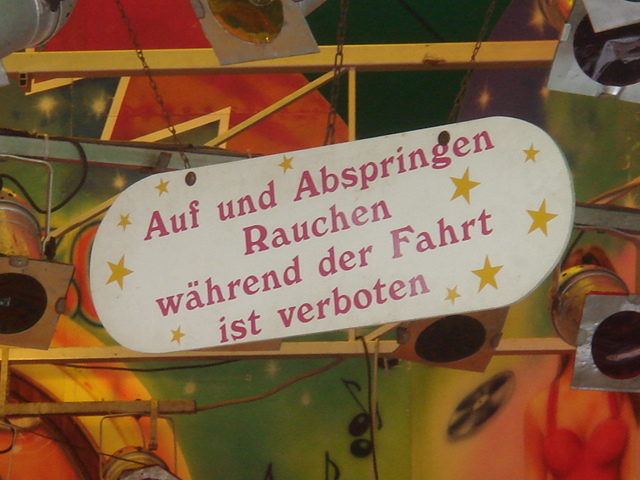 Auf und Abspringen
Rauchen
während der Fahrt
ist verboten